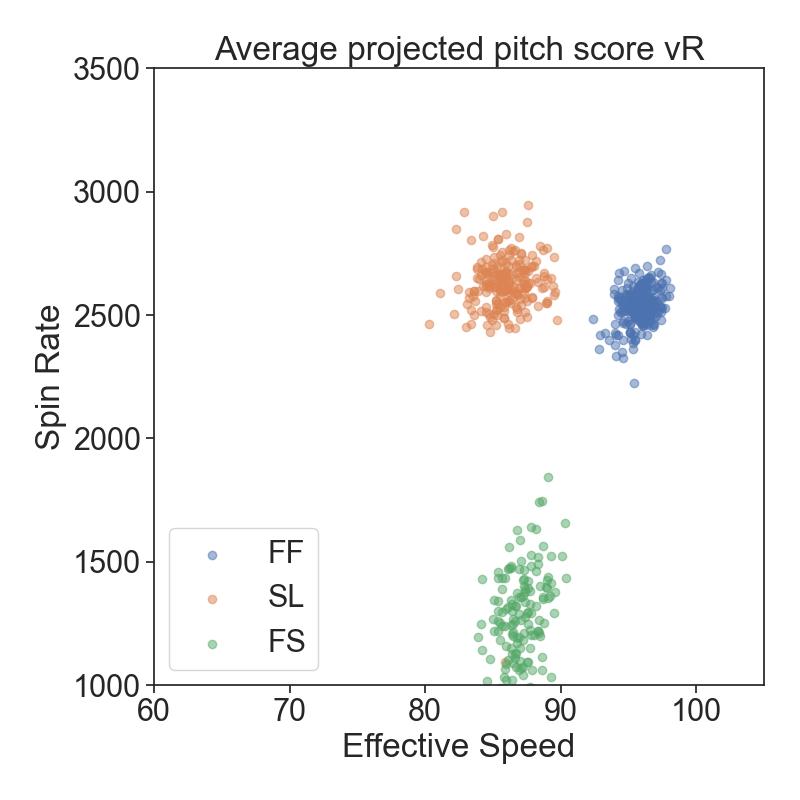 Average projected pitch score vR
3500
3000
2500
2000
1500
1000
Spin Rate
FF
SL
FS
60 70 80 90 100
Effective Speed